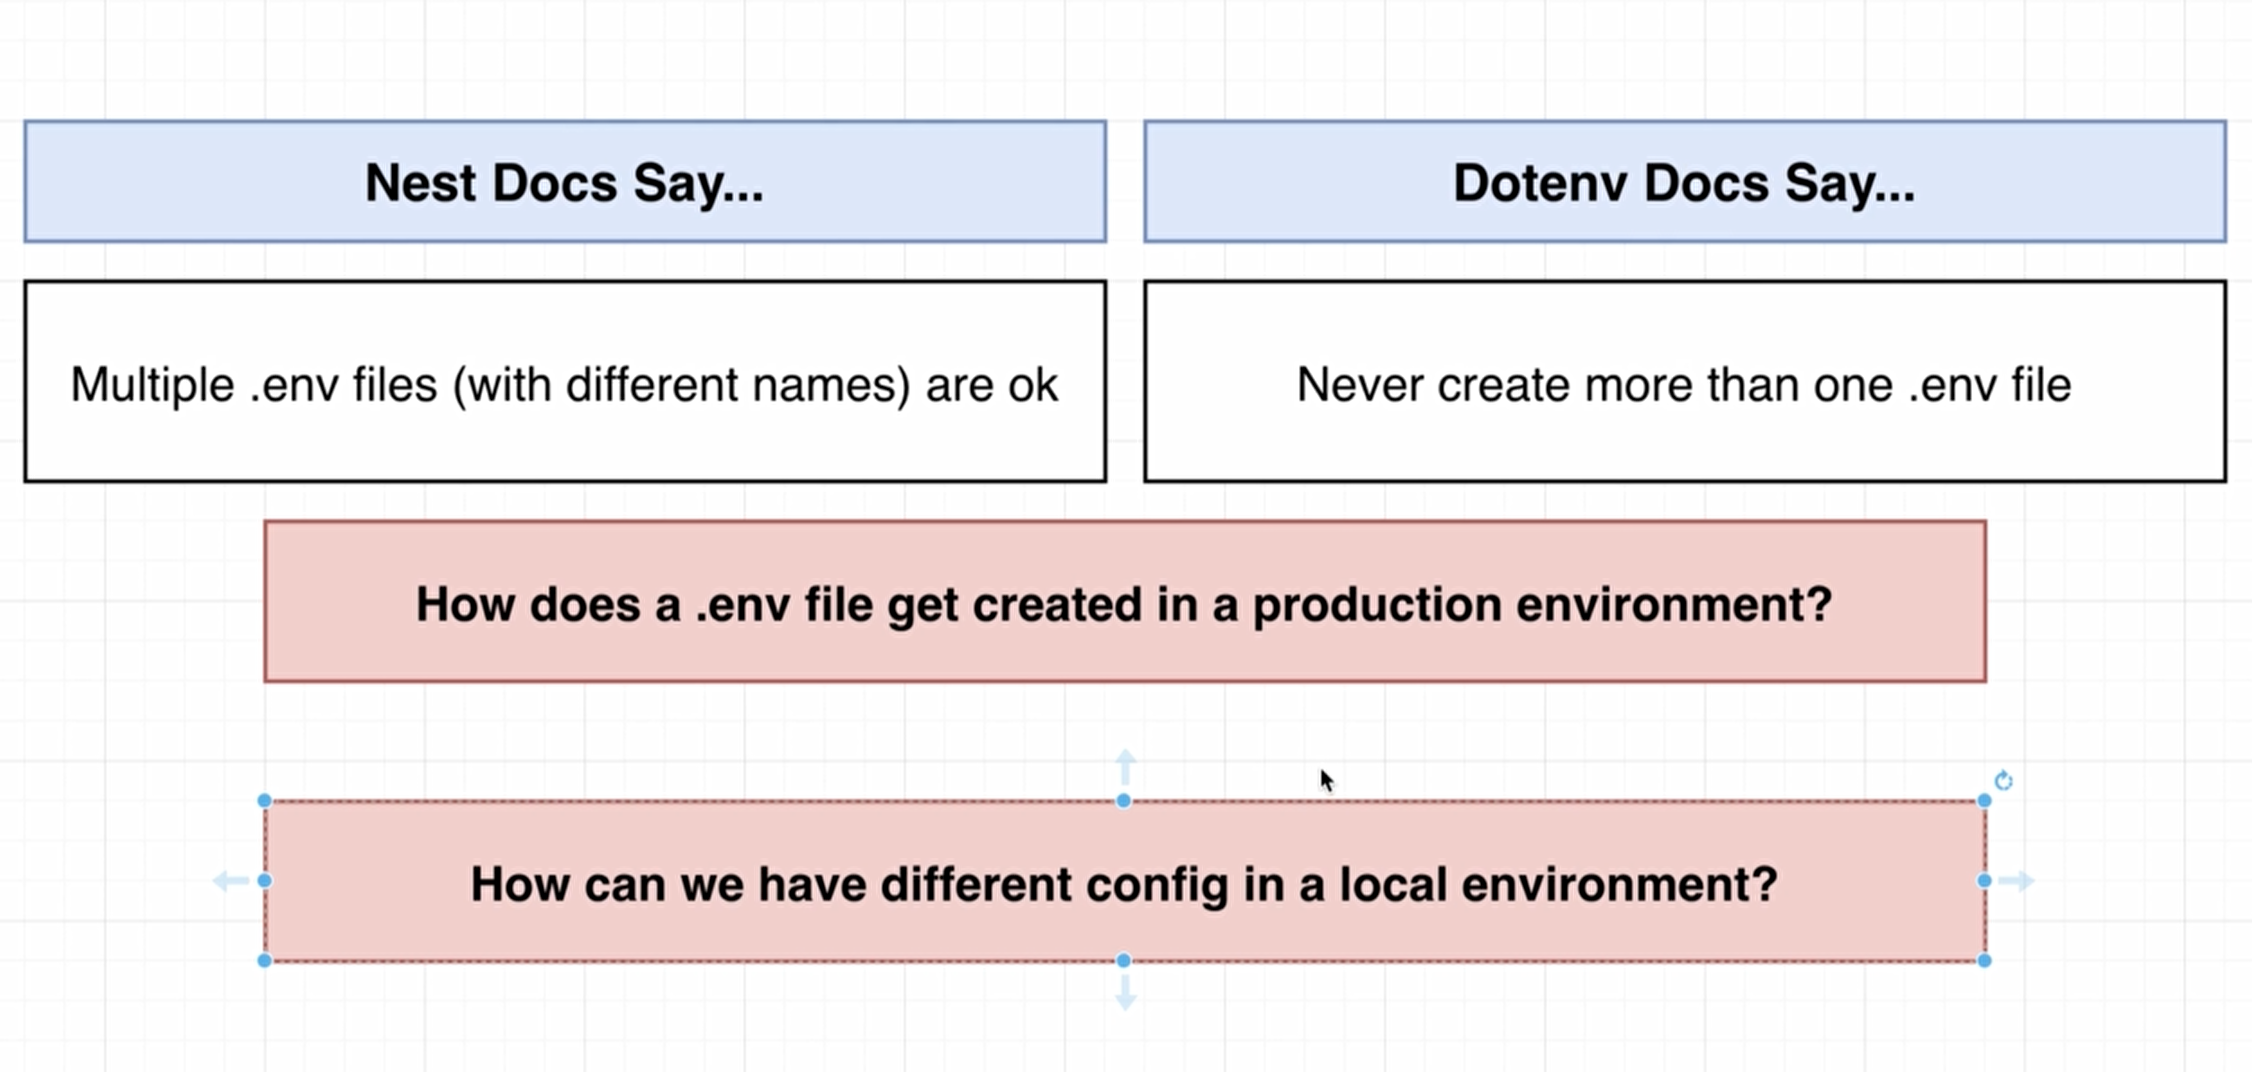 Nest Docs Say...
Dotenv Docs Say...
Multiple .env files (with different names) are ok
Never create more than one .env file
How does a .env file get created in a production environment?
How can we have different config in a local environment?